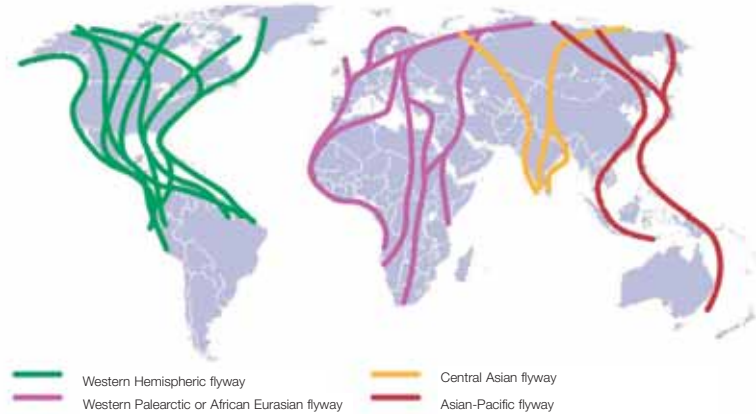 Western Hemispheric flyway
Western Palearctic or African Eurasian flyway
Central Asian flyway
Asian-Pacific flyway